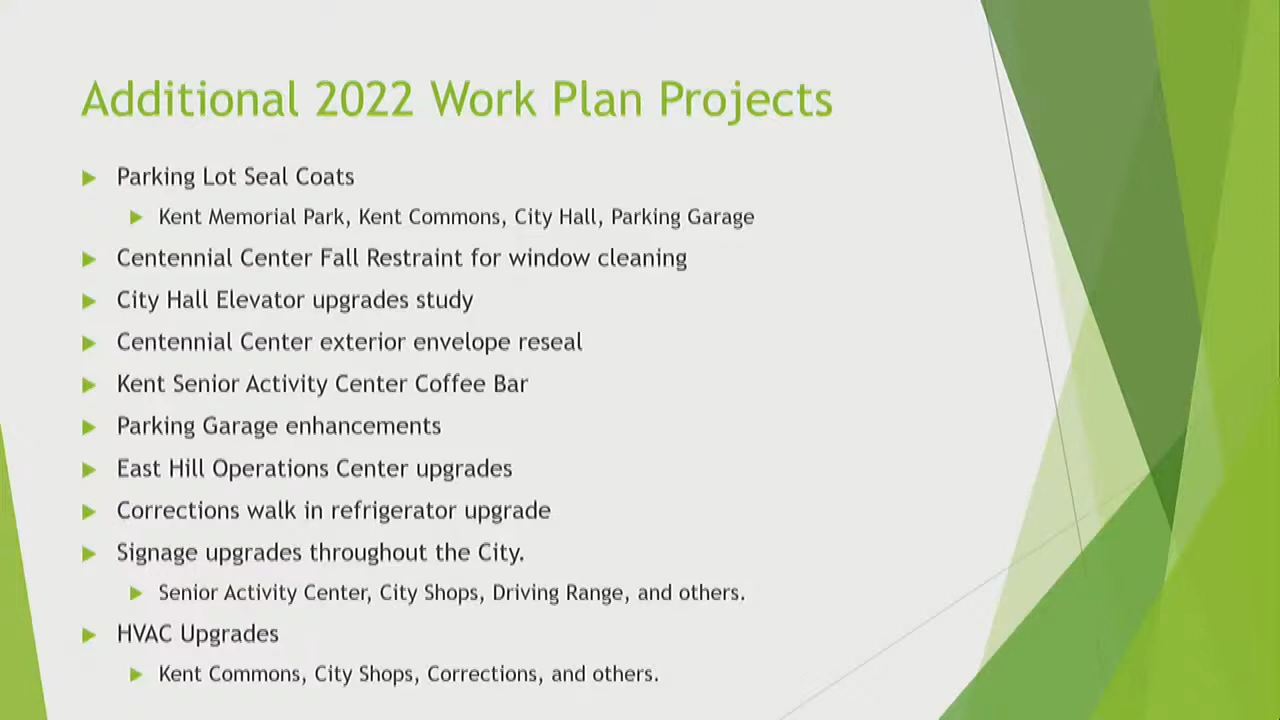 Additional 2022 Work Plan Projects
Parking Lot Seal Coats
Kent Memorial Park, Kent Commons, City Hall, Parking Garage
Centennial Center Fall Restraint for window cleaning
City Hall Elevator upgrades study
Centennial Center exterior envelope reseal
Kent Senior Activity Center Coffee Bar
Parking Garage enhancements
East Hill Operations Center upgrades
Corrections walk in refrigerator upgrade
Signage upgrades throughout the City.
Senior Activity Center, City Shops, Driving Range, and others.
HVAC Upgrades
Kent Commons, City Shops, Corrections, and others.